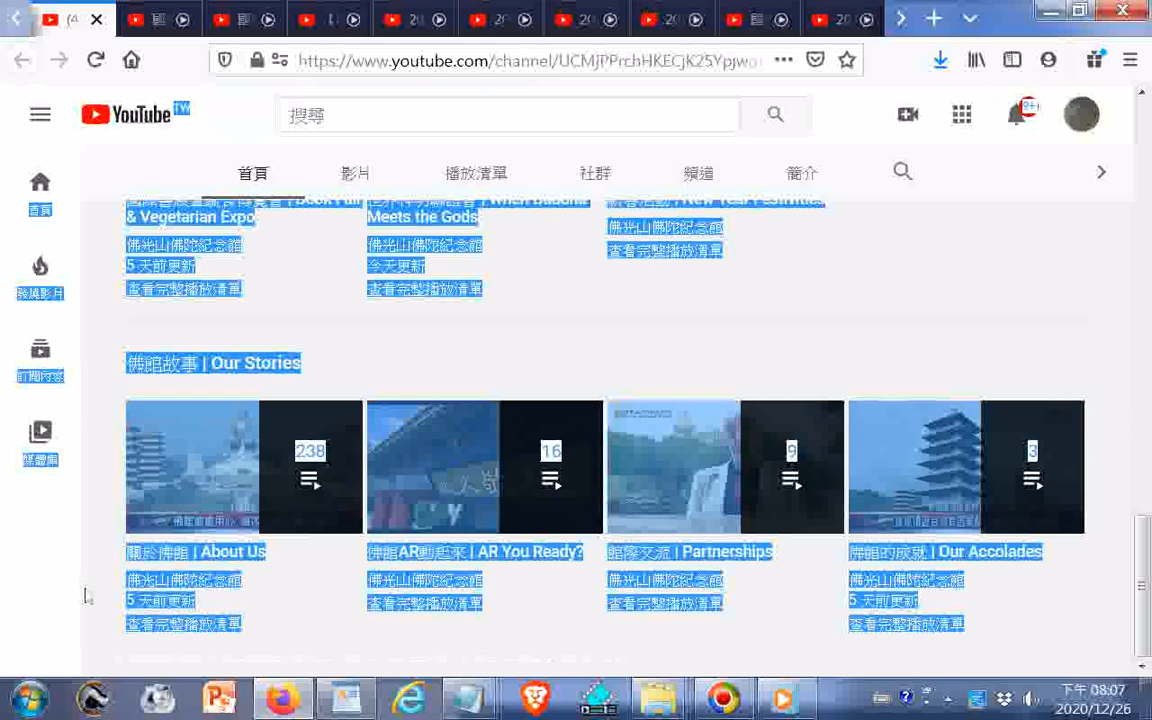 https://www.youtube.com/channel/UCMjPPrchHKECjK25Ypjw
YouTube TW
搜尋
9+
首頁
影片
播放清單
社群
頻道
簡介
首頁
發燒影片
訂閱內容
媒體櫃
& Vegetarian Expo
Meets the Gods
佛光山佛陀紀念館
佛光山佛陀紀念館
佛光山佛陀紀念館
5 天前更新
今天更新
查看完整播放清單
查看完整播放清單
查看完整播放清單
佛館故事 | Our Stories
238
16
9
3
關於佛館 | About Us
佛館AR動起來 | AR You Ready?
館際交流 | Partnerships
佛館的成就 | Our Accolades
佛光山佛陀紀念館
佛光山佛陀紀念館
佛光山佛陀紀念館
佛光山佛陀紀念館
5 天前更新
查看完整播放清單
查看完整播放清單
5 天前更新
查看完整播放清單
查看完整播放清單
下午 08:07
2020/12/26